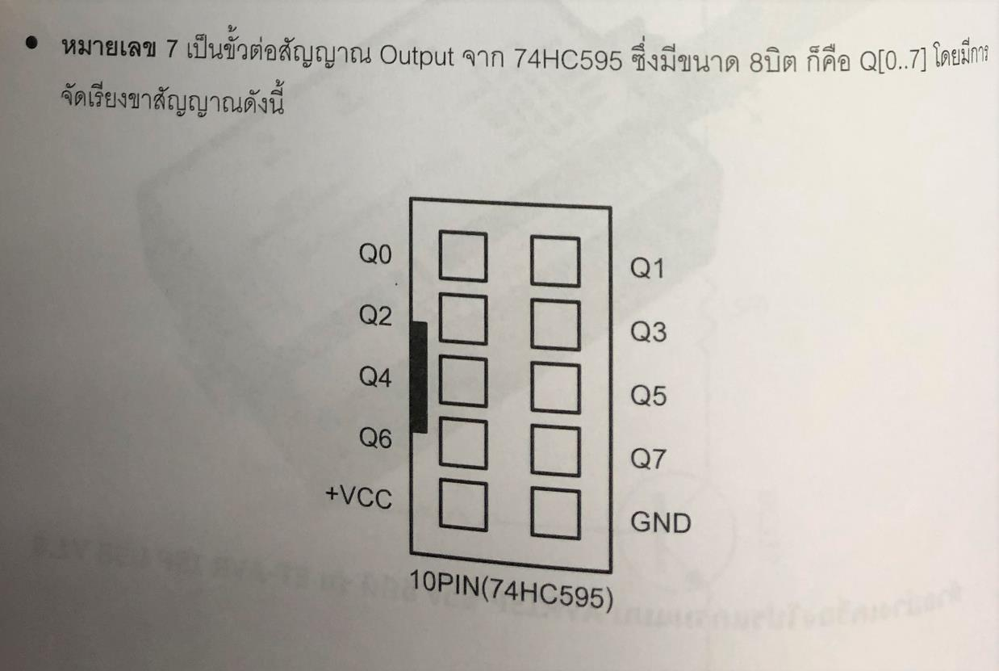 • หมายเลข 7 เป็นขั้วต่อสัญญาณ Output จาก 74HC595 ซึ่งมีขนาด 8บิต ก็คือ Q[0..7] โดยมีการ
จัดเรียงขาสัญญาณดังนี้
Q0 Q1
Q2 Q3
Q4 Q5
Q6 Q7
+VCC GND
10PIN(74HC595)